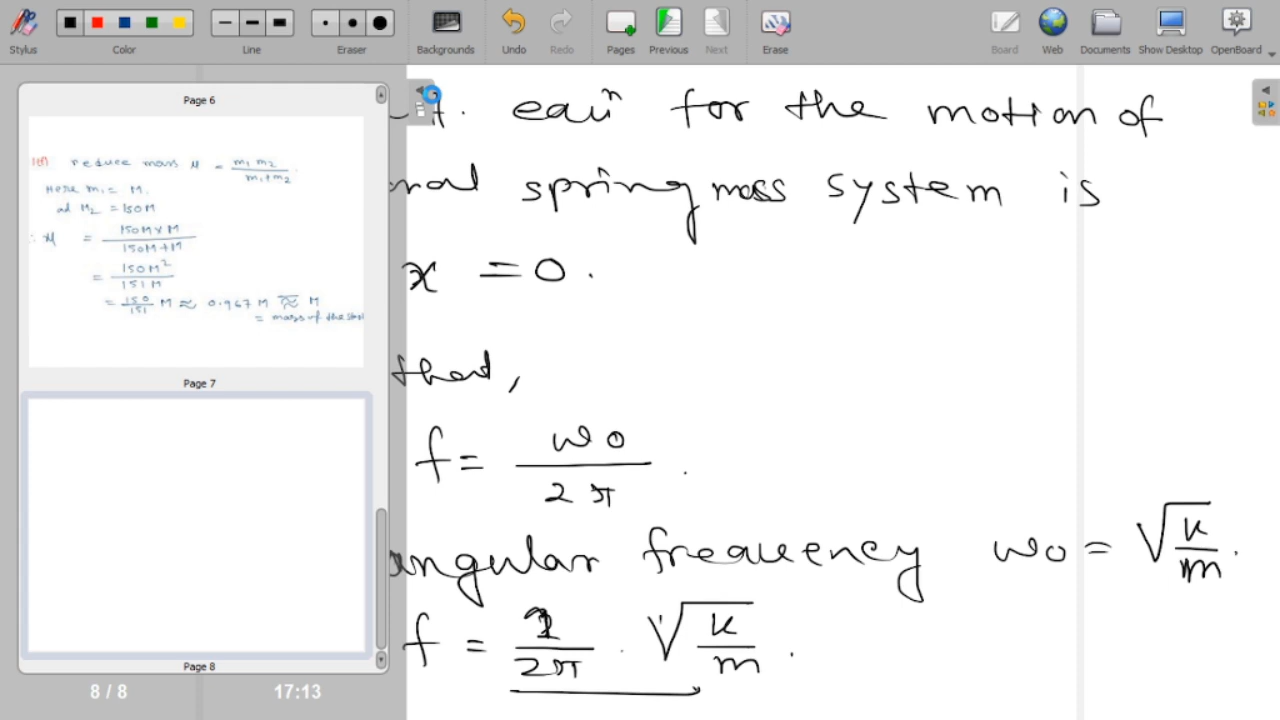 Stylus
Color
Line
Eraser
Backgrounds
Undo
Redo
Pages
Previous
Next
Erase
Board
Web
Documents
Show Desktop
OpenBoard
Page 6
reduce mass μ = m1 m2 / m1+m2
Here m1 = M.
ad M2 = 150M
∴ μ = 150M×M / 150M+M
= 150M² / 151M
= 150/151 M ≈ 0.967 M ≈ M
= mass of the
Page 7
Page 8
8 / 8
17:13
eqn for the motion of
nal spring mass system is
x = 0.
that,
f = ω0 / 2π .
angular frequency ω0 = √k/m .
f = 1/2π . √k/m .